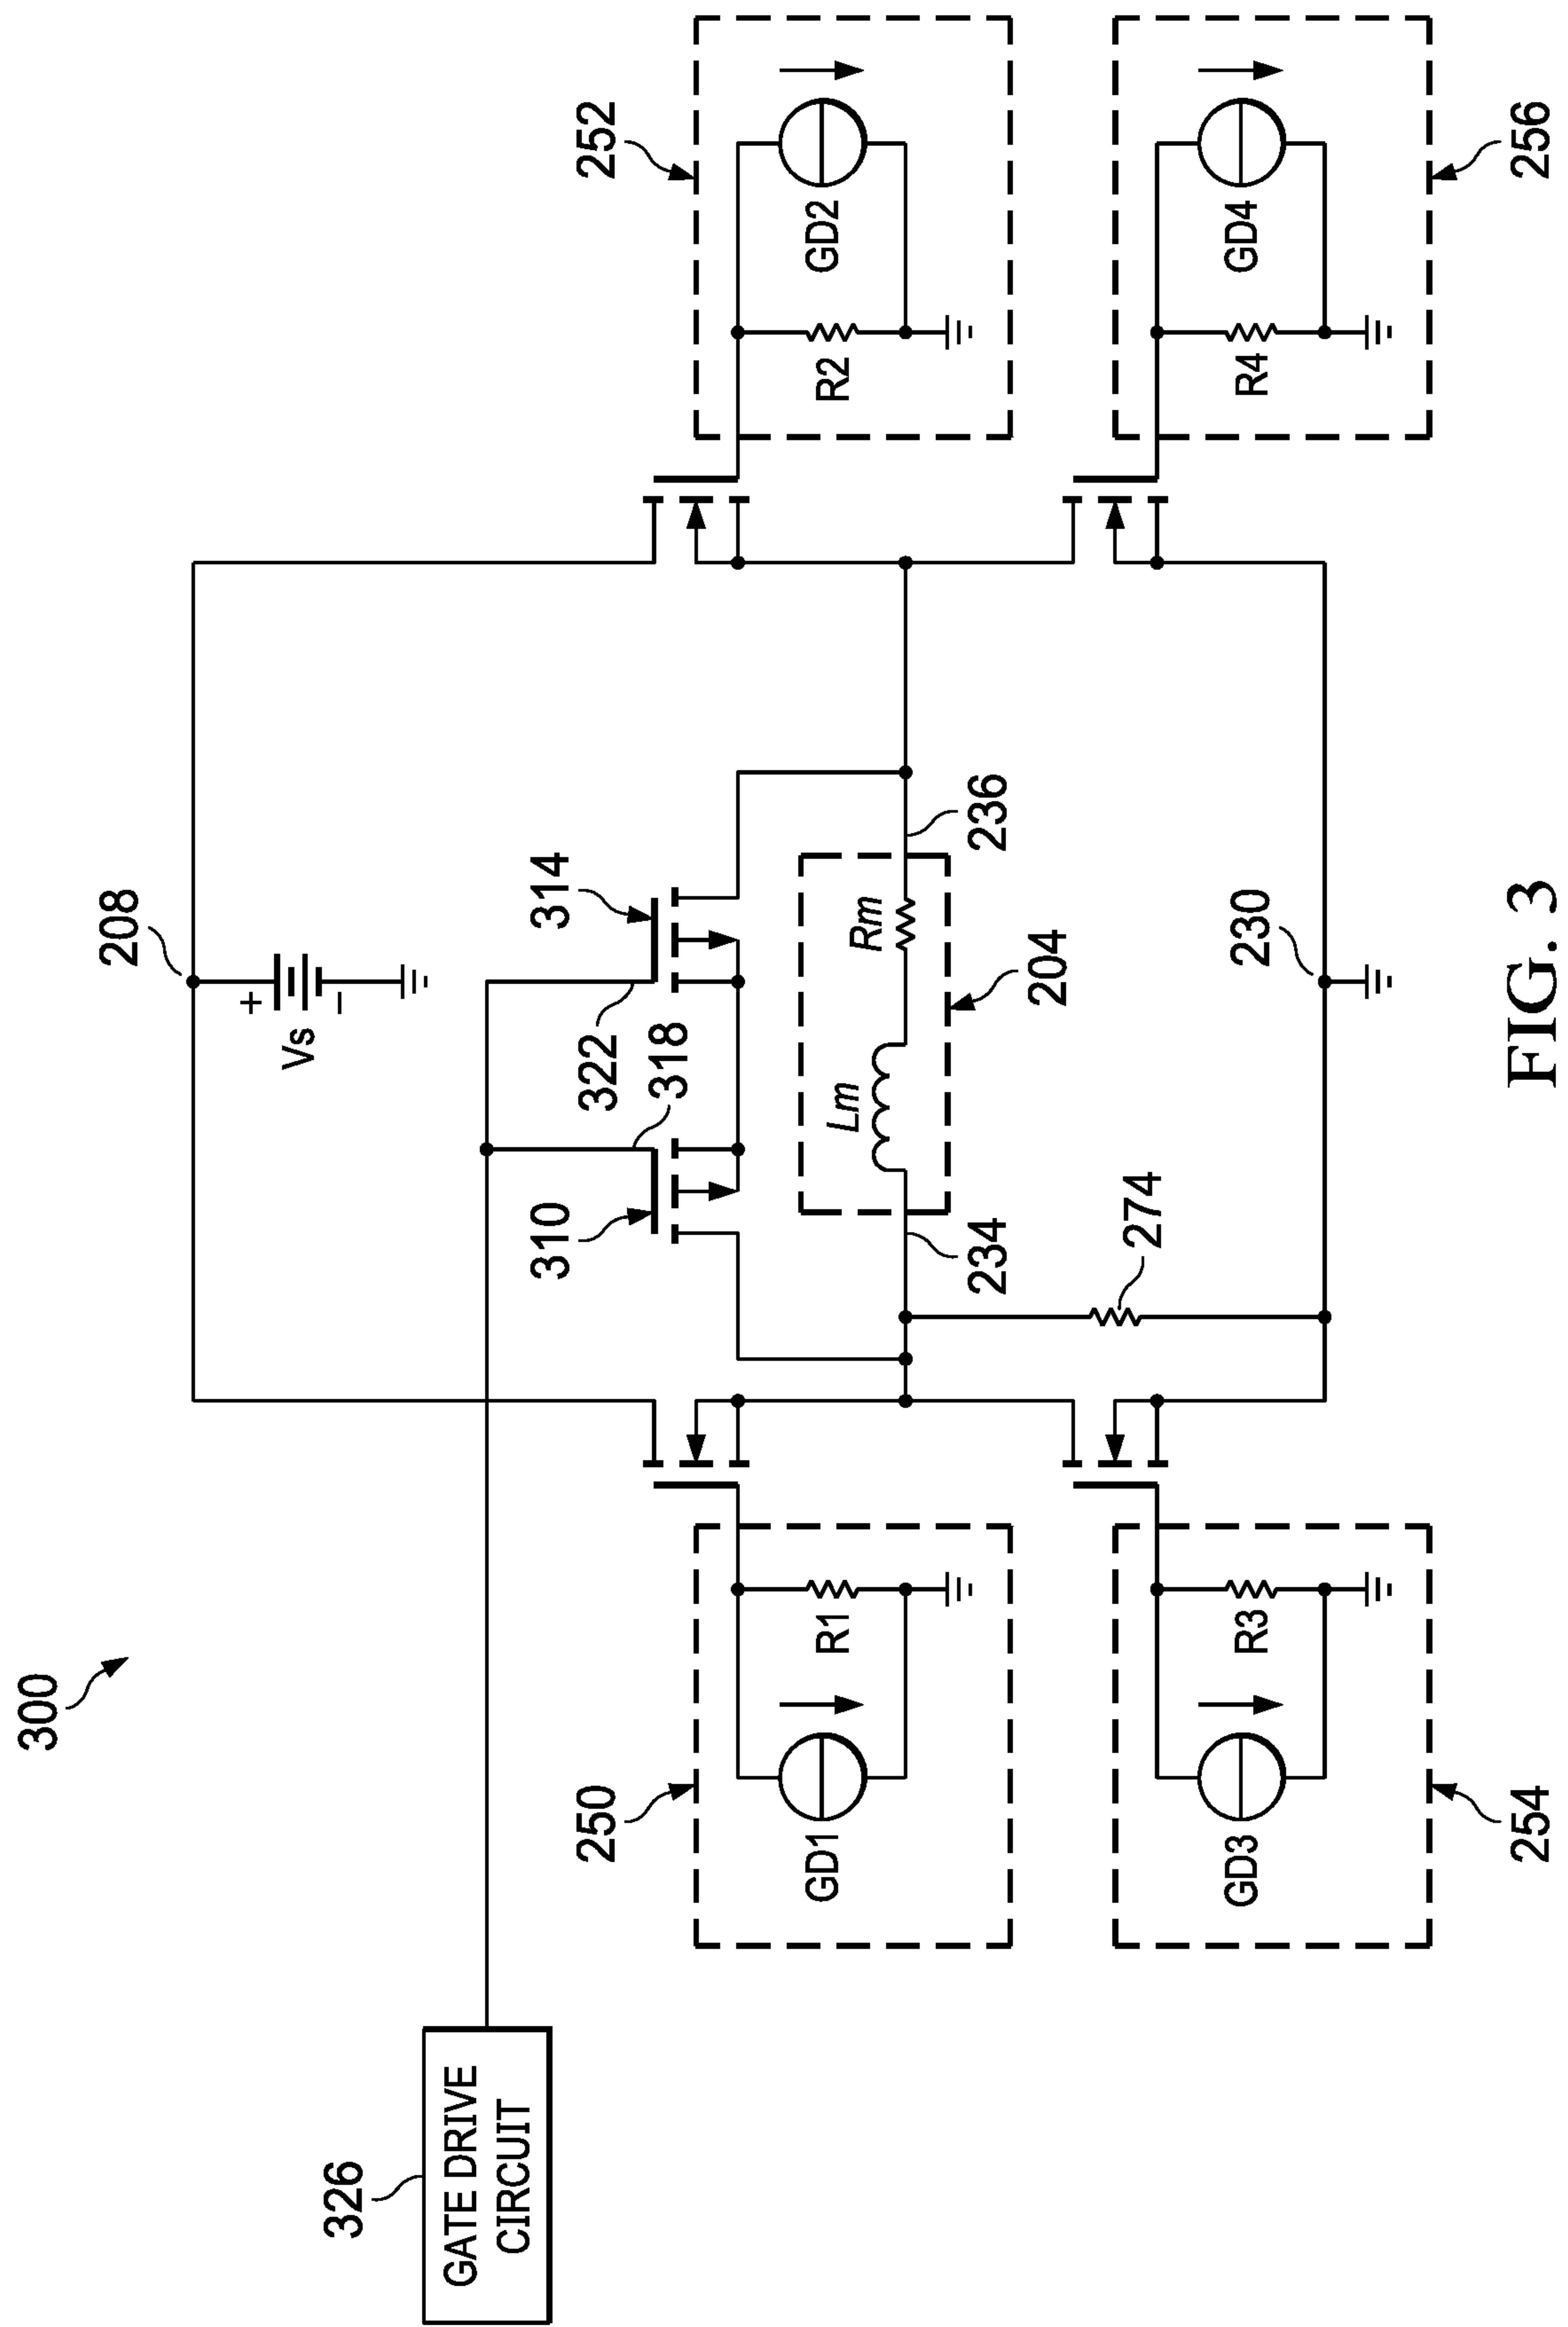 300
326
GATE DRIVE
CIRCUIT
208
+
Vs
−
310
314
318
322
250
GD1
R1
252
R2
GD2
234
Lm
Rm
236
204
274
254
GD3
R3
230
256
R4
GD4
FIG. 3